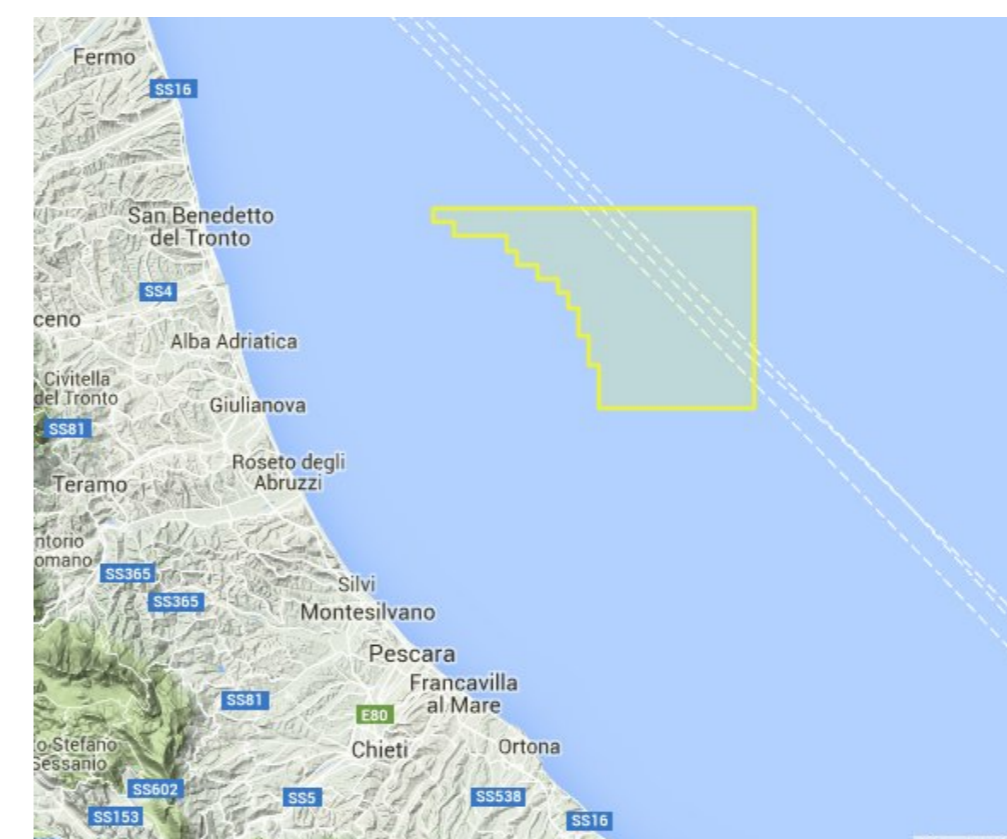 Fermo
SS16
San Benedetto
del Tronto
SS4
ceno
Alba Adriatica
Civitella
del Tronto
Giulianova
SS81
Roseto degli
Abruzzi
Teramo
ntorio
omano
SS365
Silvi
SS365
Montesilvano
Pescara
Francavilla
al Mare
SS81
E80
Chieti
Ortona
o-Stefano
Sessanio
SS602
SS5
SS538
SS153
SS16